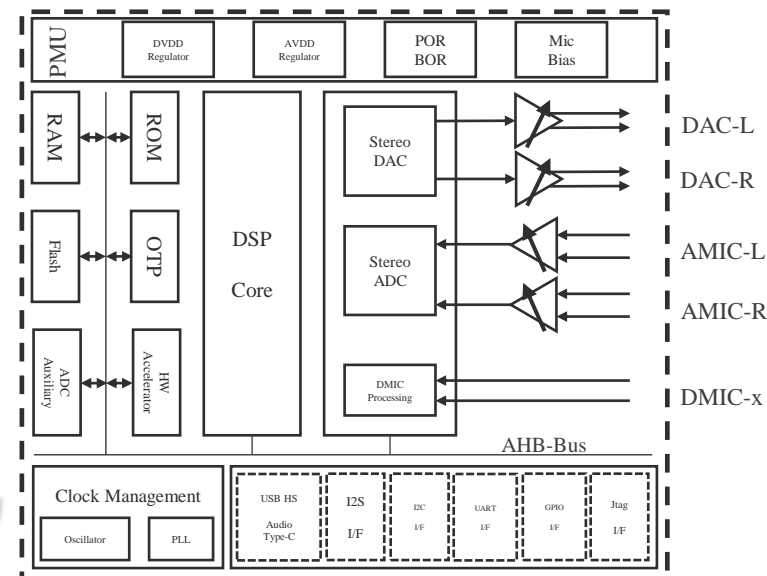 PMU
DVDD
Regulator
AVDD
Regulator
POR
BOR
Mic
Bias
RAM
ROM
Flash
OTP
ADC
Auxiliary
HW
Accelerator
DSP
Core
Stereo
DAC
Stereo
ADC
DMIC
Processing
DAC-L
DAC-R
AMIC-L
AMIC-R
DMIC-x
AHB-Bus
Clock Management
Oscillator
PLL
USB HS
Audio
Type-C
I2S
I/F
I2C
I/F
UART
I/F
GPIO
I/F
Jtag
I/F